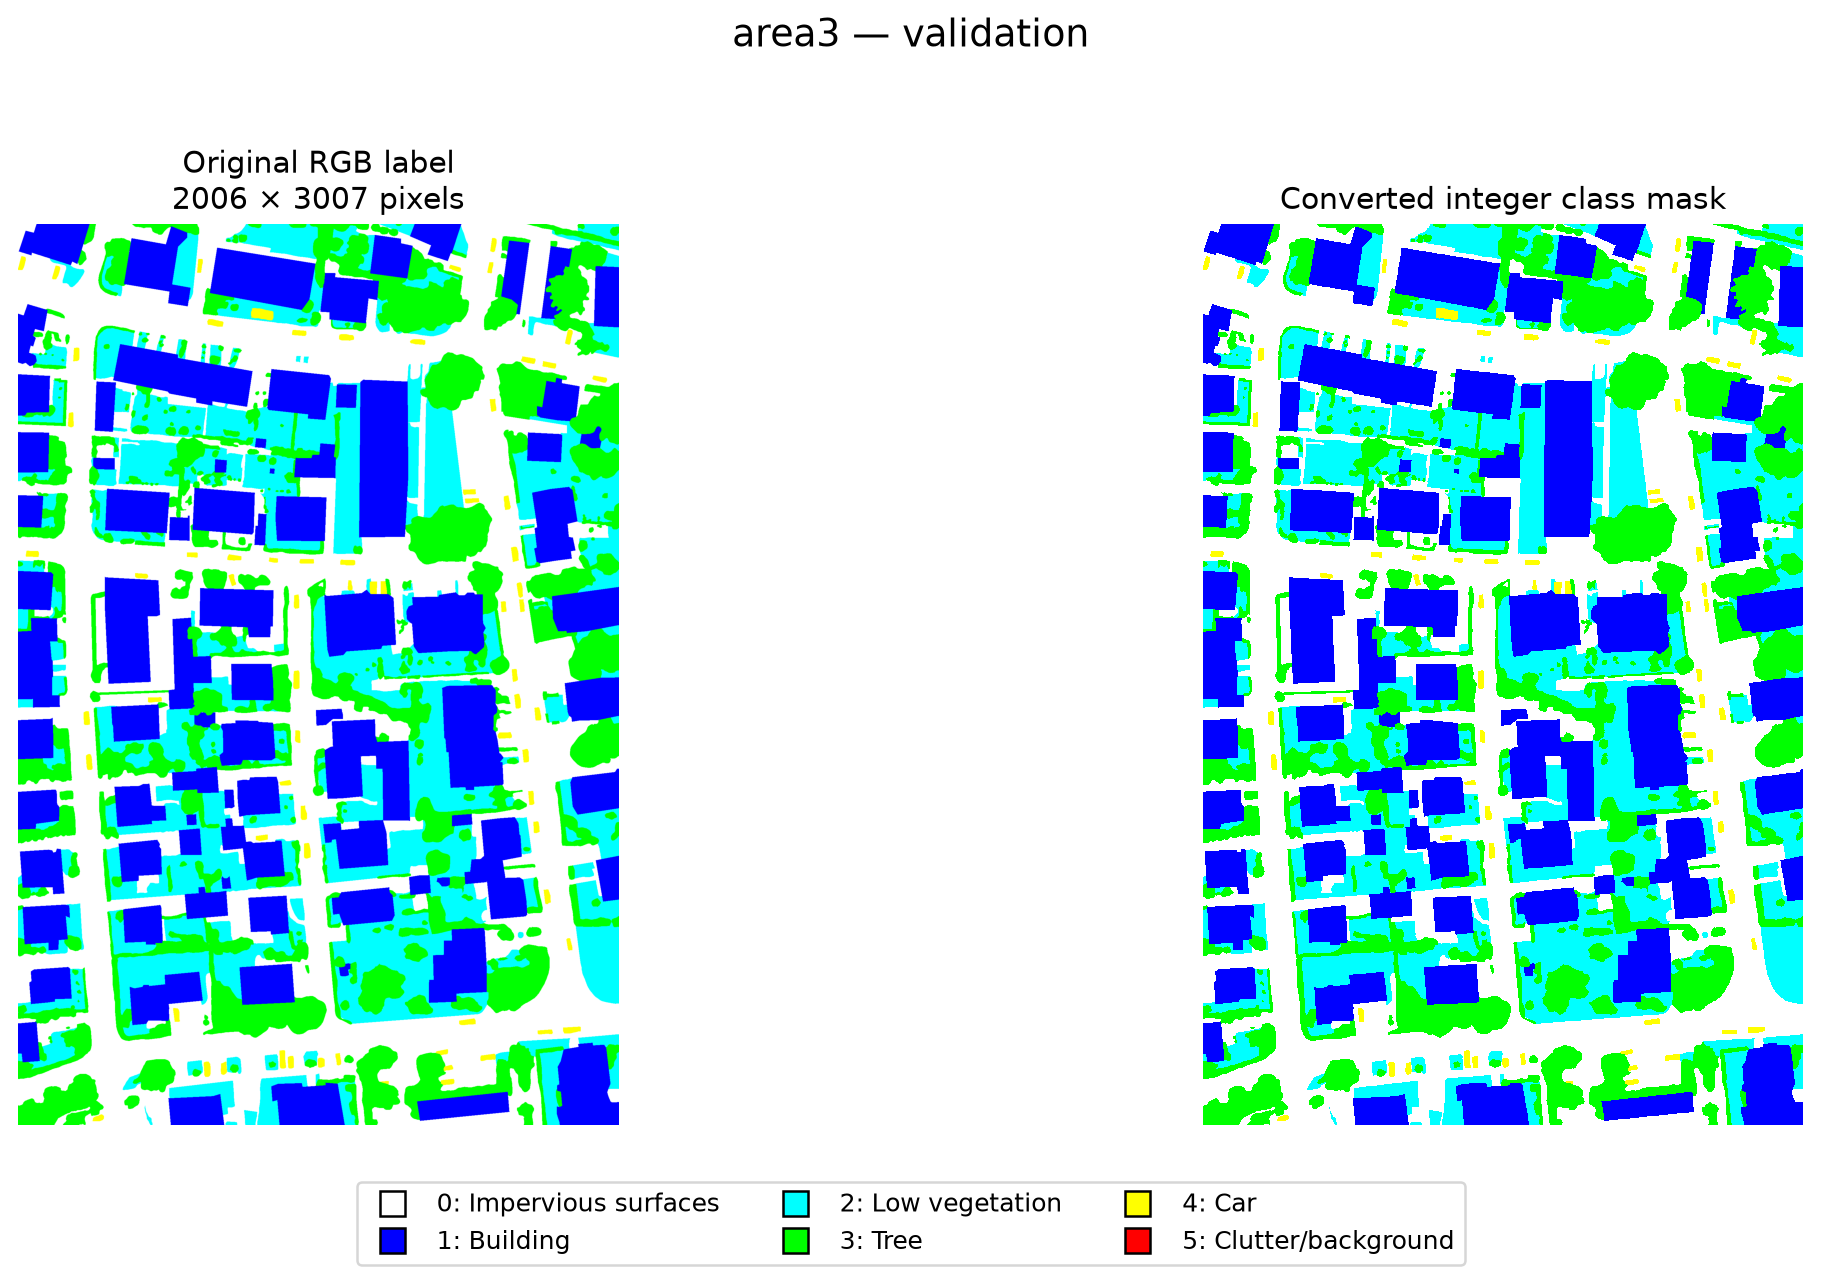 area3 — validation
Original RGB label
2006 × 3007 pixels
Converted integer class mask
0: Impervious surfaces
1: Building
2: Low vegetation
3: Tree
4: Car
5: Clutter/background